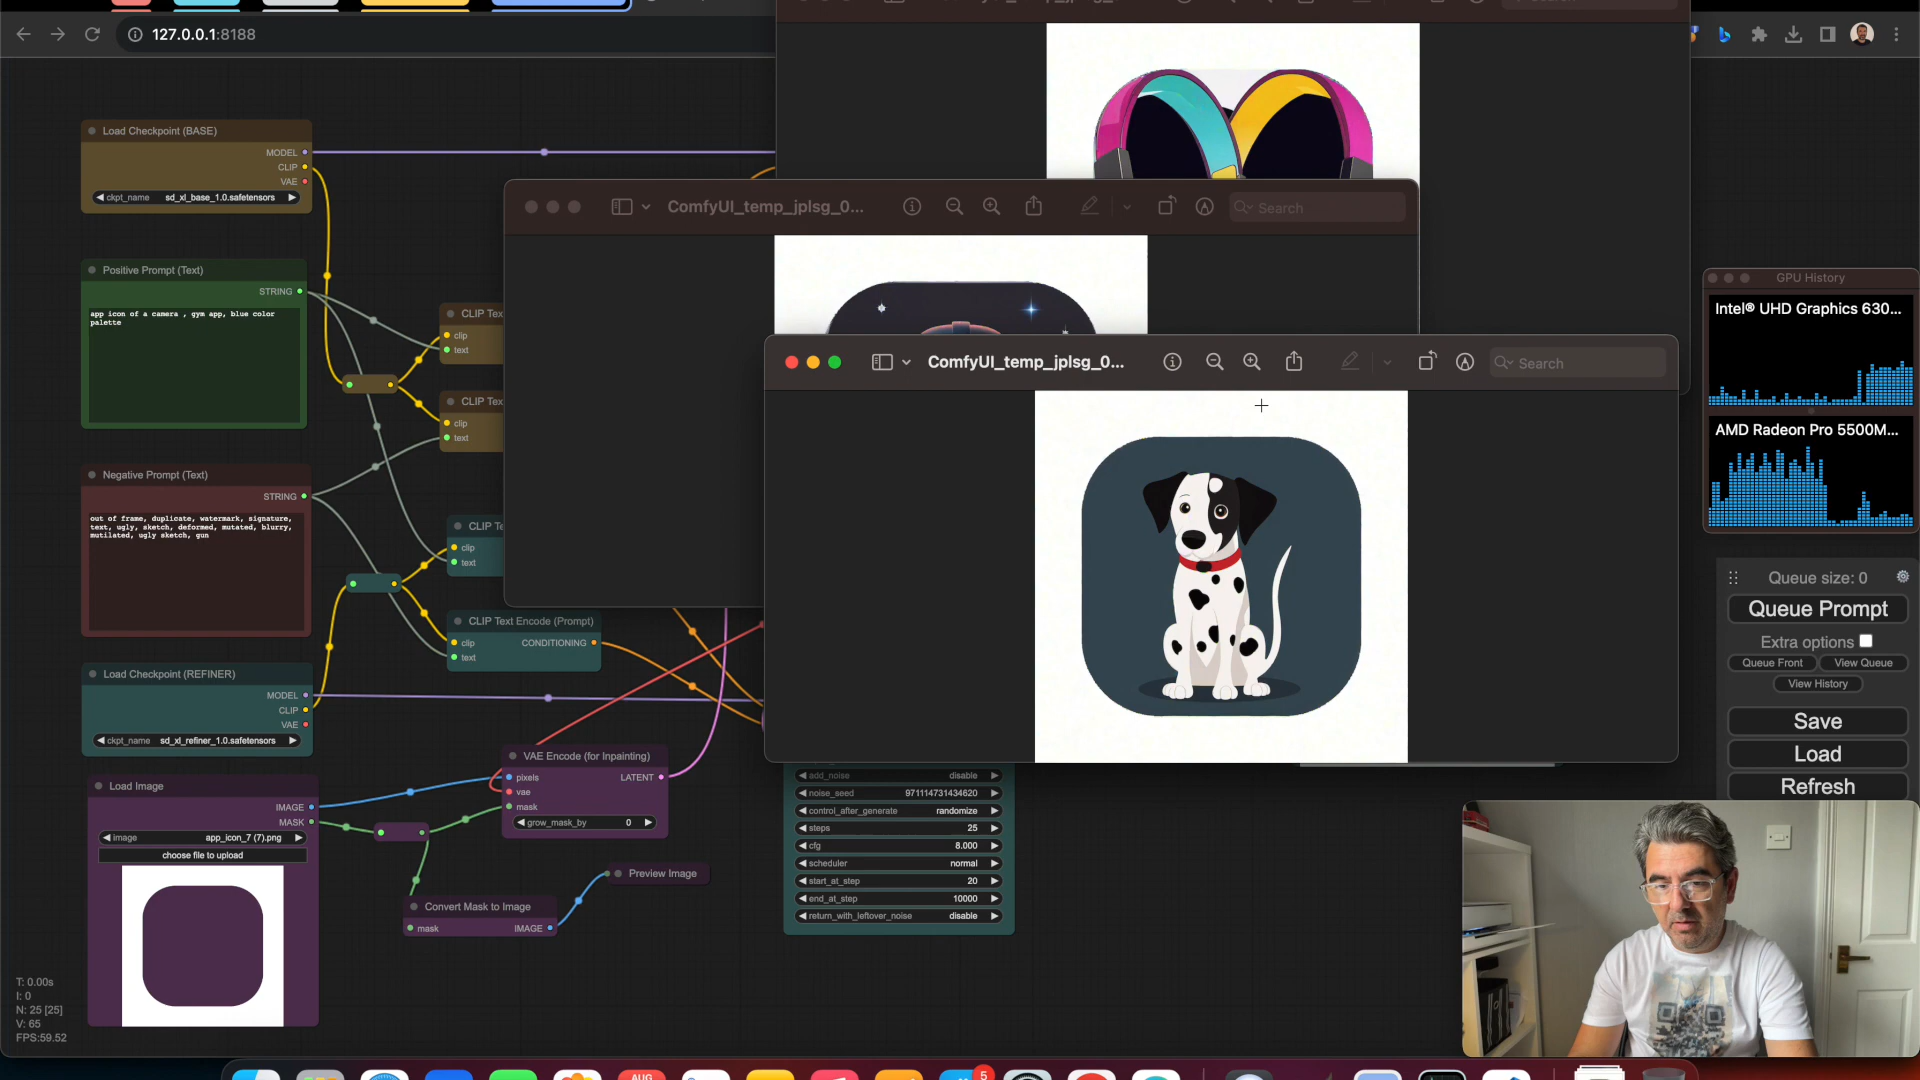 127.0.0.1:8188
Search
Load Checkpoint (BASE)
MODEL
CLIP
VAE
ckpt_name sd_xl_base_1.0.safetensors
Positive Prompt (Text)
STRING
app icon of a camera , gym app, blue color
palette
CLIP Tex
clip
text
CLIP Tex
clip
text
Negative Prompt (Text)
STRING
out of frame, duplicate, watermark, signature,
text, ugly, sketch, deformed, mutated, blurry,
mutilated, ugly sketch, gun
CLIP Te
clip
text
CLIP Text Encode (Prompt)
clip CONDITIONING
text
Load Checkpoint (REFINER)
MODEL
CLIP
VAE
ckpt_name sd_xl_refiner_1.0.safetensors
Load Image
IMAGE
MASK
image app_icon_7 (7).png
choose file to upload
VAE Encode (for Inpainting)
pixels LATENT
vae
mask
grow_mask_by 0
Preview Image
Convert Mask to Image
mask IMAGE
T: 0.00s
I: 0
N: 25 [25]
V: 65
FPS:59.52
ComfyUI_temp_jplsg_0...
Search
ComfyUI_temp_jplsg_0...
Search
add_noise disable
noise_seed 971114731434620
control_after_generate randomize
steps 25
cfg 8.000
scheduler normal
start_at_step 20
end_at_step 10000
return_with_leftover_noise disable
GPU History
Intel® UHD Graphics 630...
AMD Radeon Pro 5500M...
Queue size: 0
Queue Prompt
Extra options
Queue Front View Queue
View History
Save
Load
Refresh
AUG
5